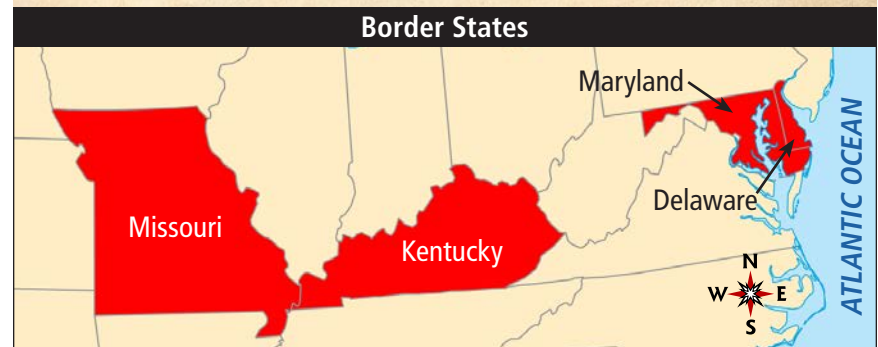 Border States
Maryland
Delaware
Missouri
Kentucky
ATLANTIC OCEAN
N
W E
S